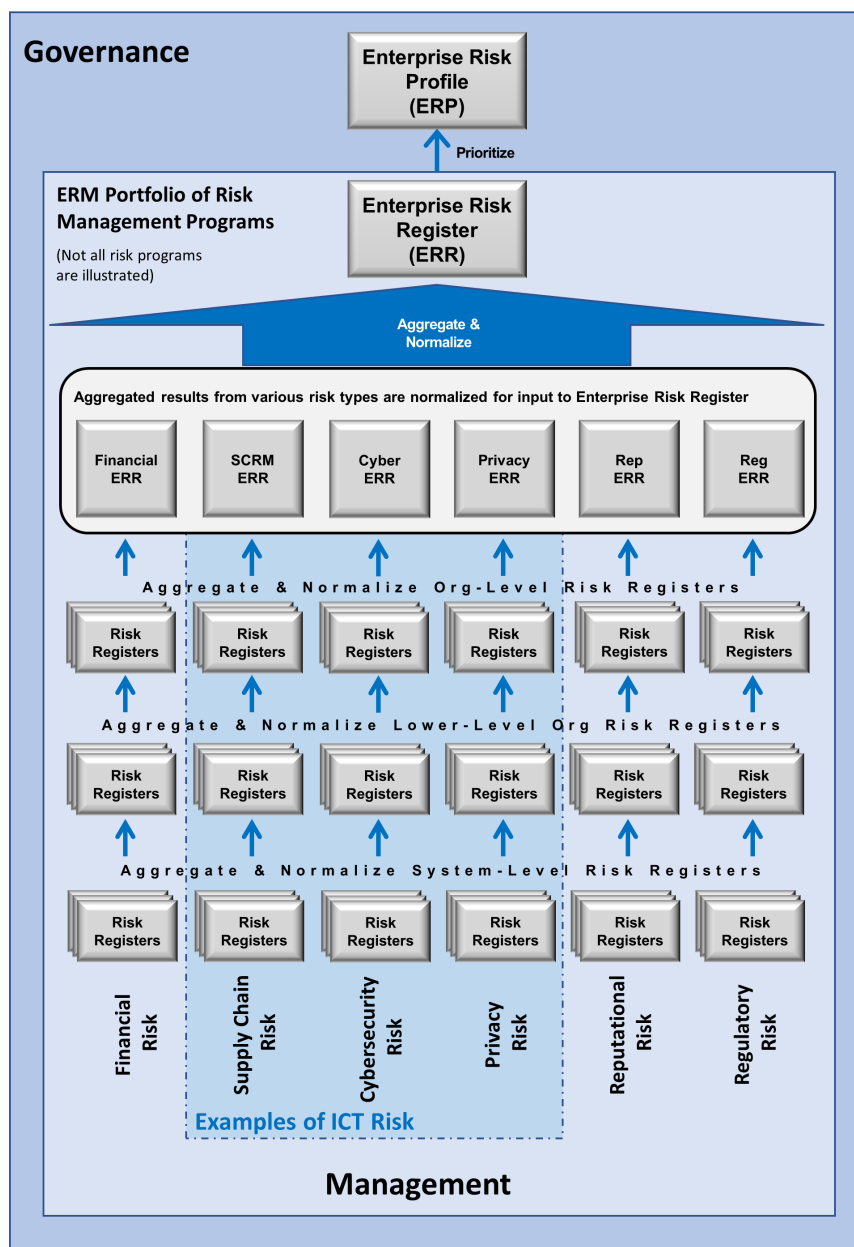 Governance
Enterprise Risk
Profile
(ERP)
Prioritize
ERM Portfolio of Risk
Management Programs
(Not all risk programs
are illustrated)
Enterprise Risk
Register
(ERR)
Aggregate &
Normalize
Aggregated results from various risk types are normalized for input to Enterprise Risk Register
Financial
ERR
SCRM
ERR
Cyber
ERR
Privacy
ERR
Rep
ERR
Reg
ERR
Aggregate & Normalize Org-Level Risk Registers
Risk
Registers
Risk
Registers
Risk
Registers
Risk
Registers
Risk
Registers
Risk
Registers
Aggregate & Normalize Lower-Level Org Risk Registers
Risk
Registers
Risk
Registers
Risk
Registers
Risk
Registers
Risk
Registers
Risk
Registers
Aggregate & Normalize System-Level Risk Registers
Risk
Registers
Risk
Registers
Risk
Registers
Risk
Registers
Risk
Registers
Risk
Registers
Financial
Risk
Supply Chain
Risk
Cybersecurity
Risk
Privacy
Risk
Reputational
Risk
Regulatory
Risk
Examples of ICT Risk
Management